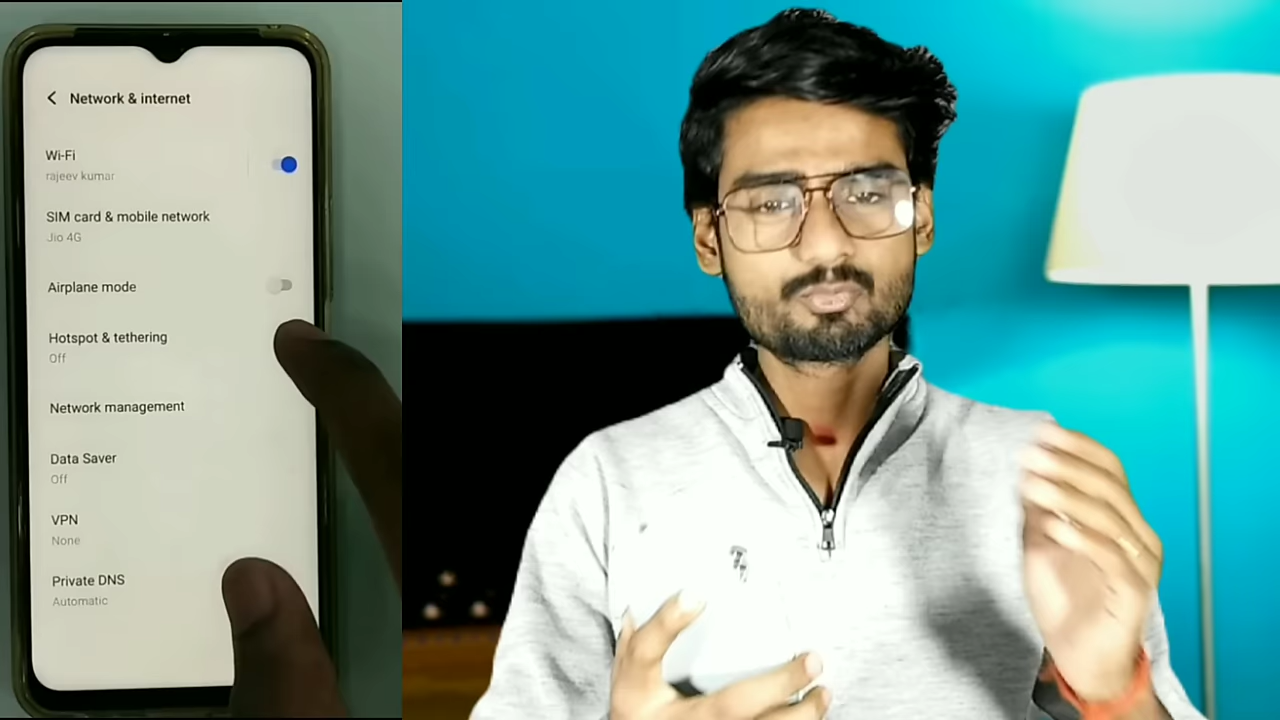 Network & internet
Wi-Fi
rajeev kumar
SIM card & mobile network
Jio 4G
Airplane mode
Hotspot & tethering
Off
Network management
Data Saver
Off
VPN
None
Private DNS
Automatic